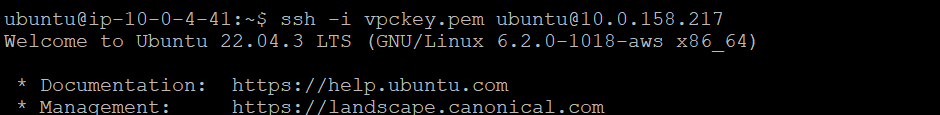 ubuntu@ip-10-0-4-41:~$ ssh -i vpckey.pem ubuntu@10.0.158.217
Welcome to Ubuntu 22.04.3 LTS (GNU/Linux 6.2.0-1018-aws x86_64)
* Documentation:  https://help.ubuntu.com
* Management:     https://landscape.canonical.com